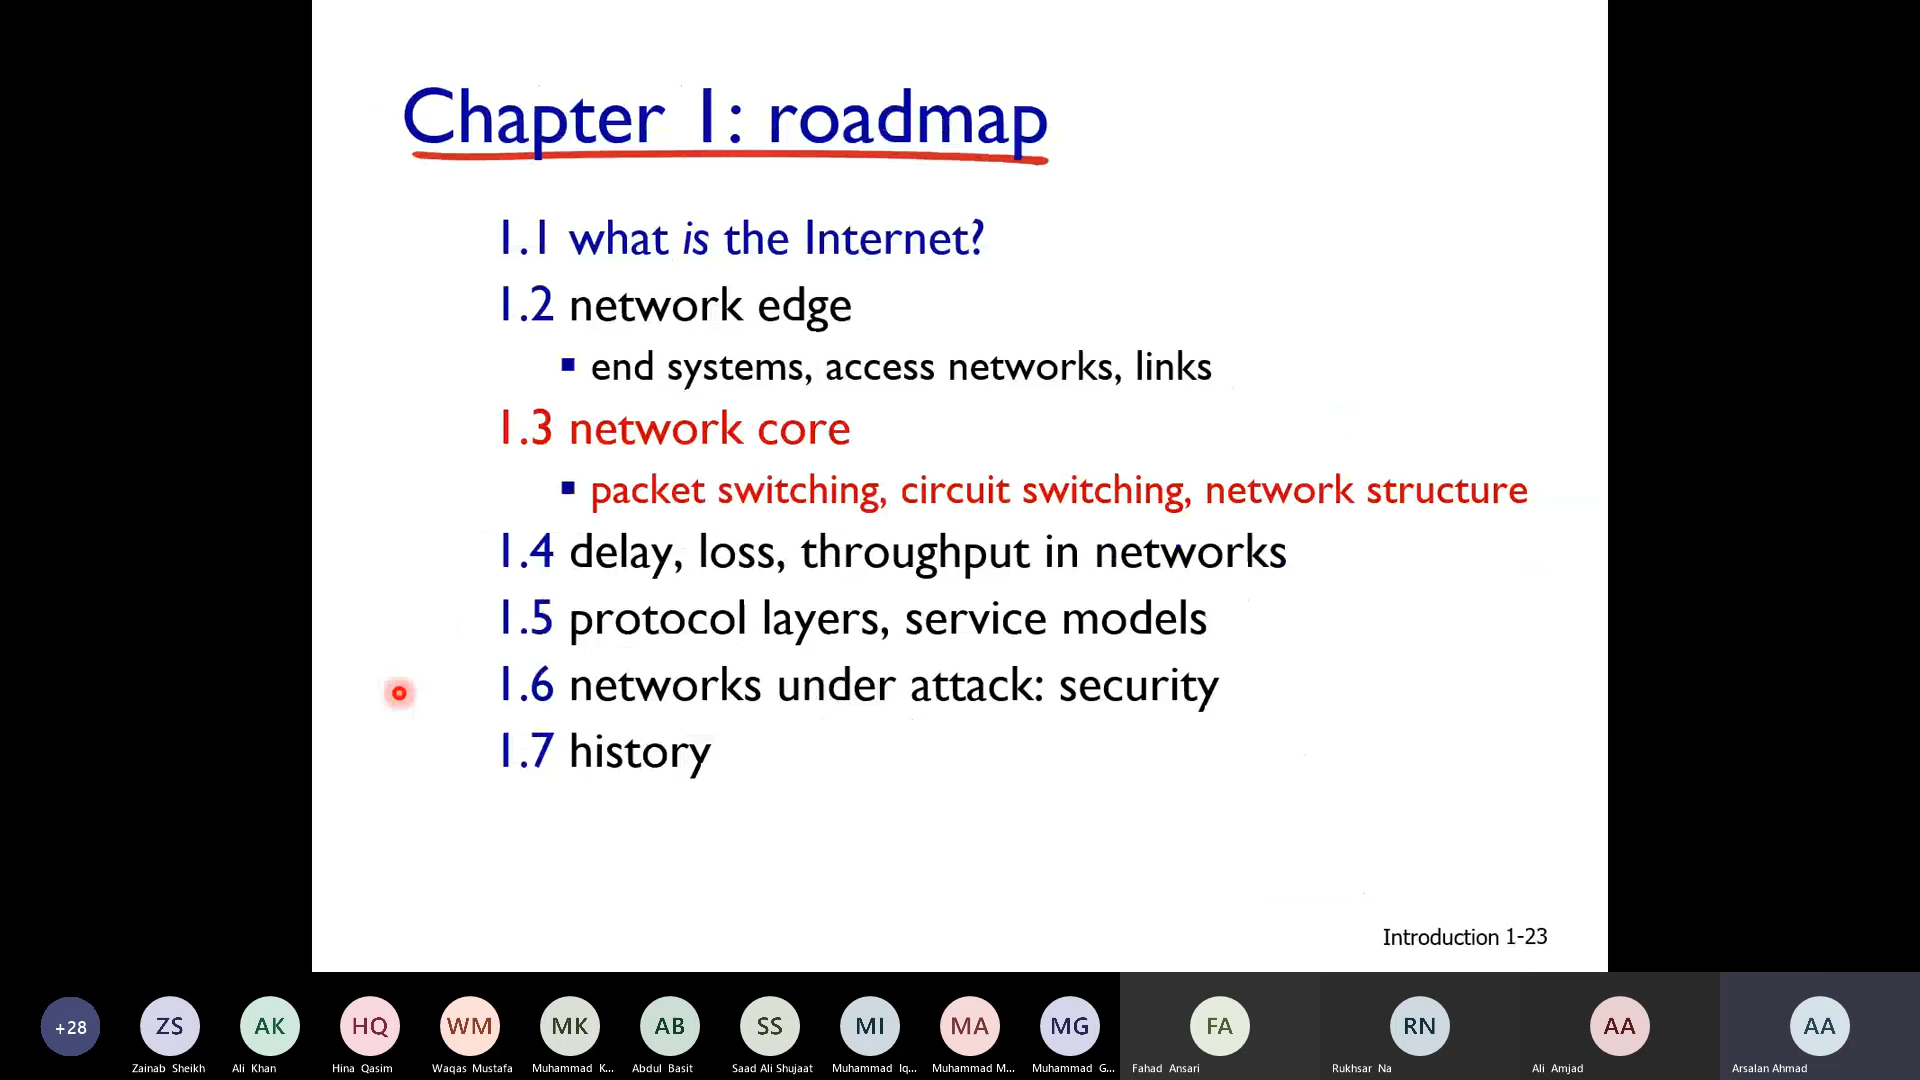 Chapter 1: roadmap
1.1 what is the Internet?
1.2 network edge
▪ end systems, access networks, links
1.3 network core
▪ packet switching, circuit switching, network structure
1.4 delay, loss, throughput in networks
1.5 protocol layers, service models
1.6 networks under attack: security
1.7 history
Introduction 1-23
+28 ZS AK HQ WM MK AB SS MI MA MG FA RN AA AA
Zainab Sheikh Ali Khan Hina Qasim Waqas Mustafa Muhammad K... Abdul Basit Saad Ali Shujaat Muhammad Iq... Muhammad M... Muhammad G... Fahad Ansari Rukhsar Na Ali Amjad Arsalan Ahmad